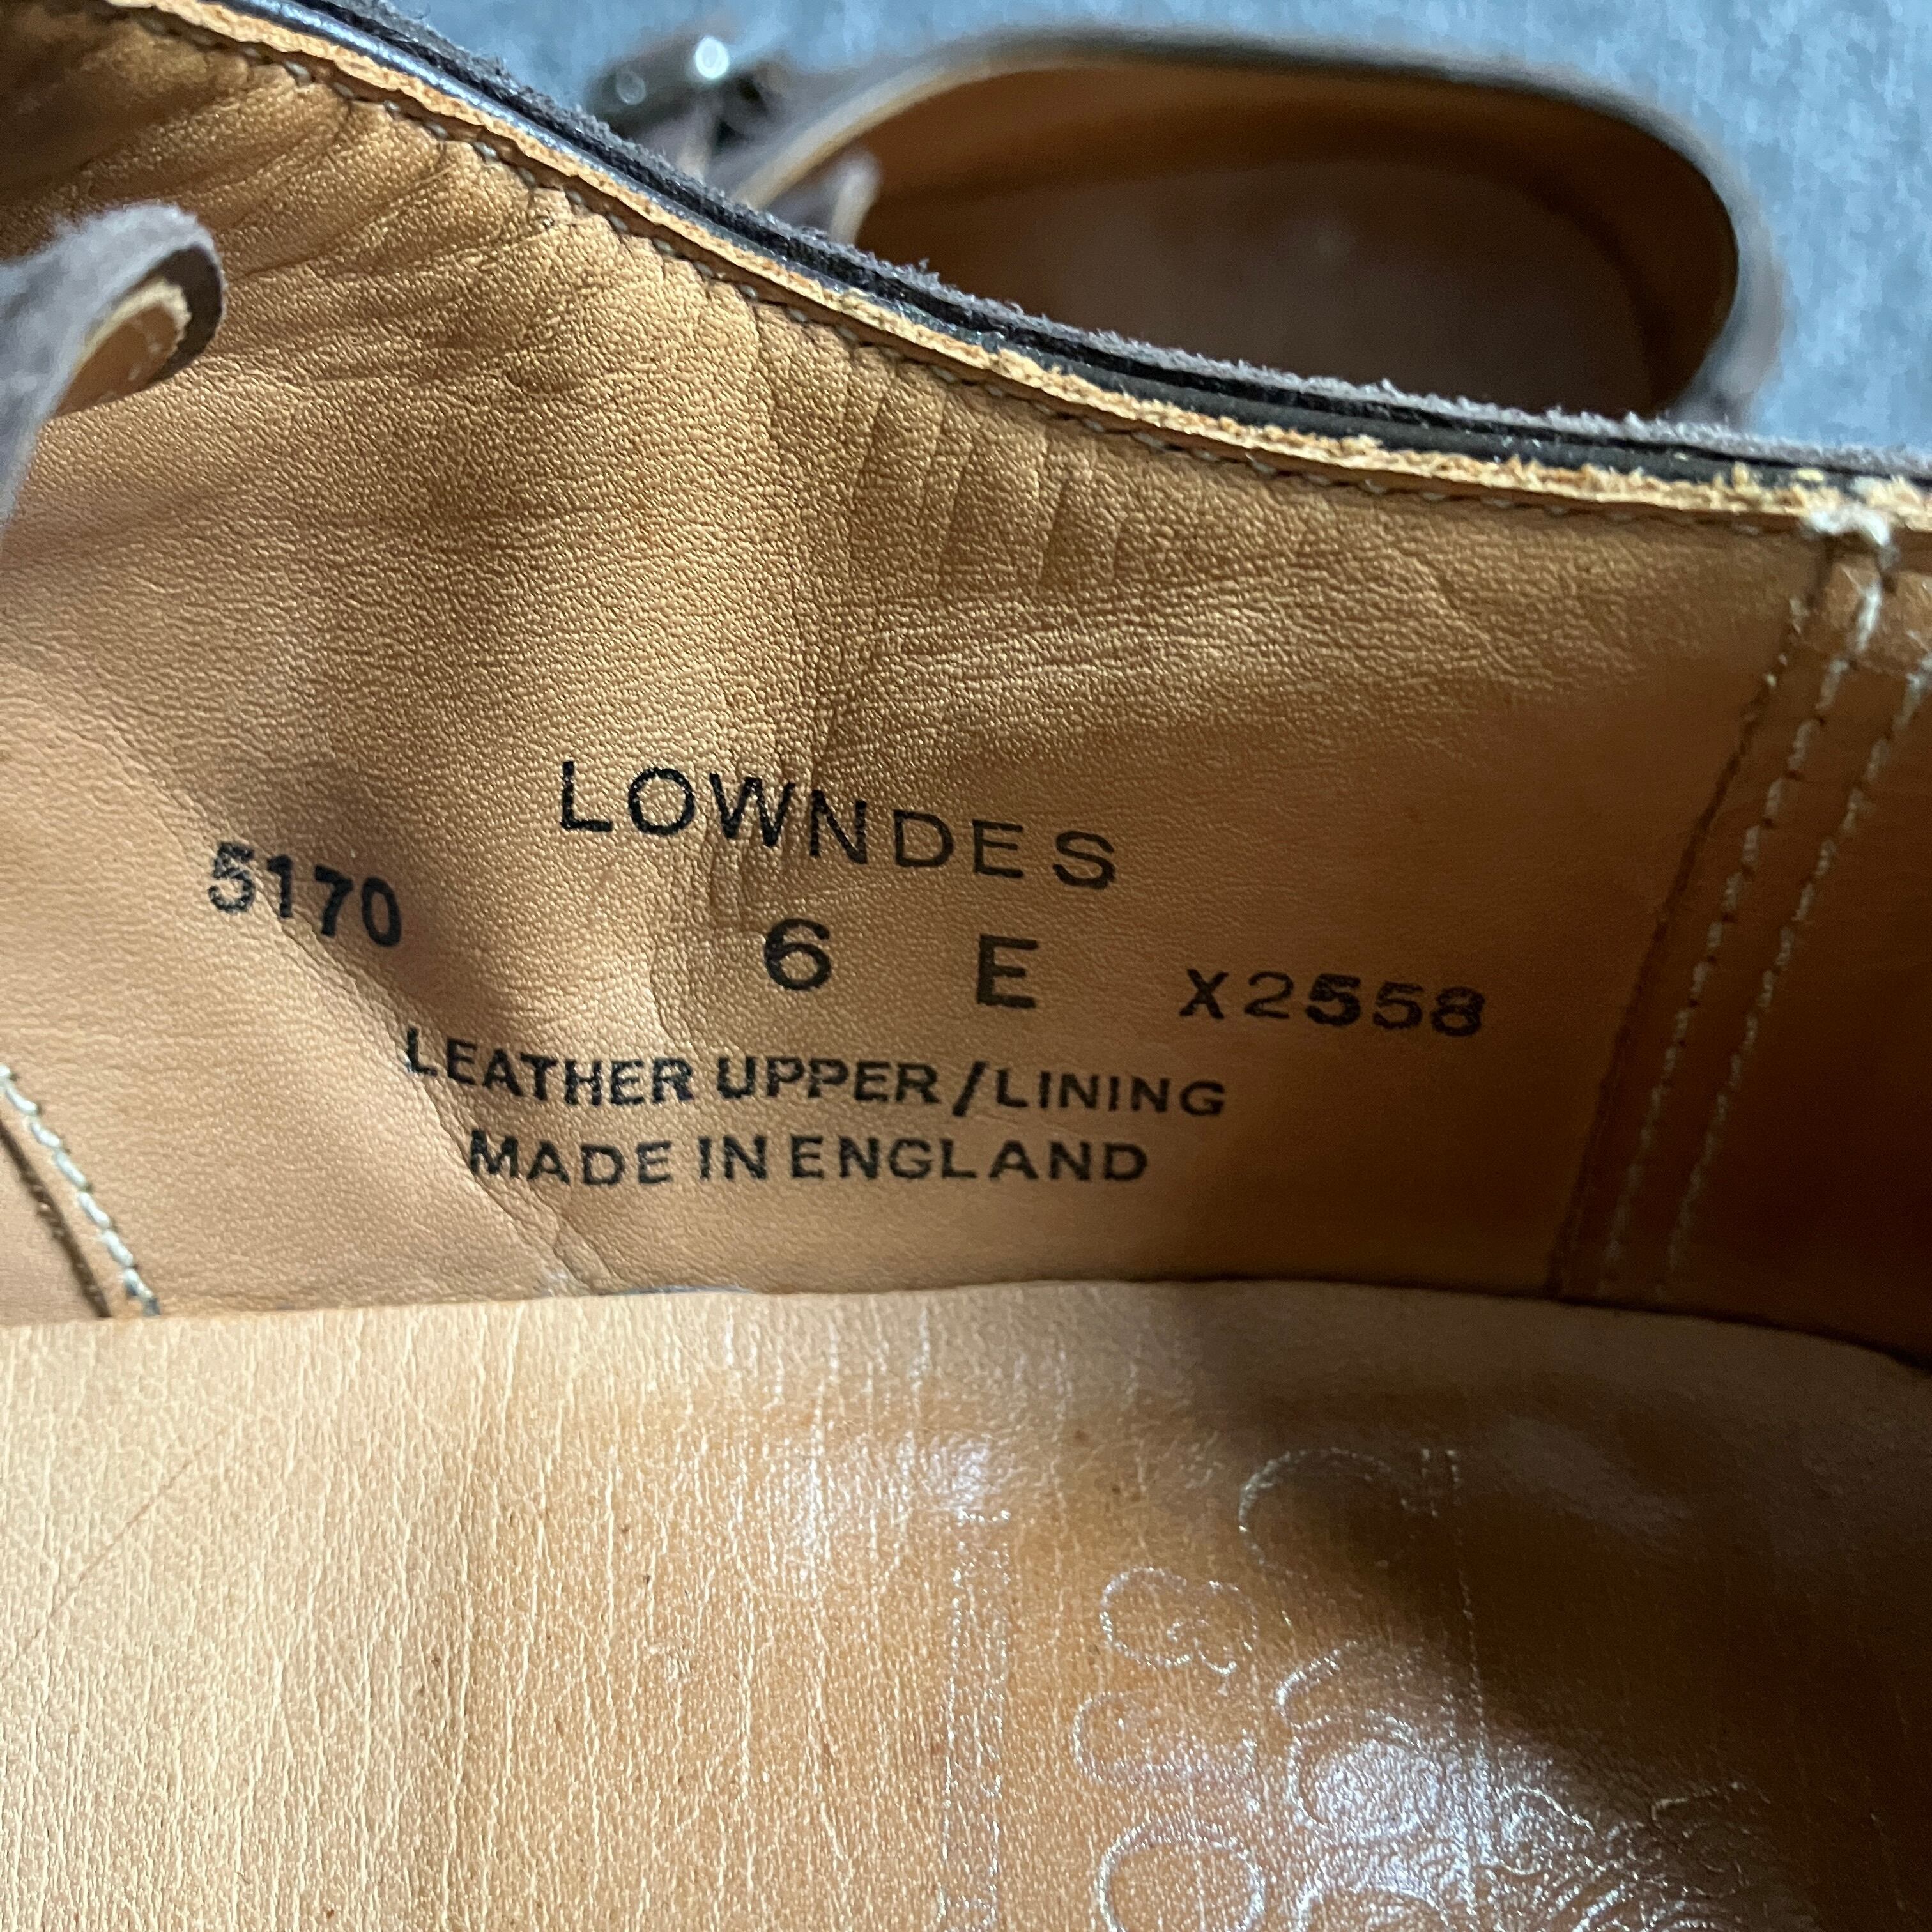 LOWNDES
5170 6 E X2558
LEATHER UPPER/LINING
MADE IN ENGLAND